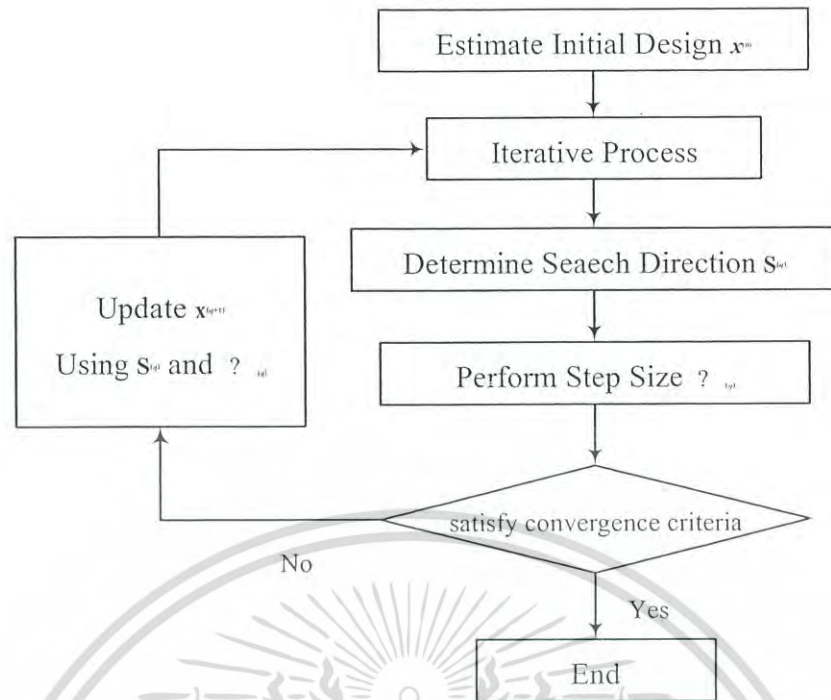 Estimate Initial Design x
Iterative Process
Determine Seaech Direction S(q)
Perform Step Size ? (q)
Update x(q+1)
Using S(q) and ? (q)
satisfy convergence criteria
No
Yes
End